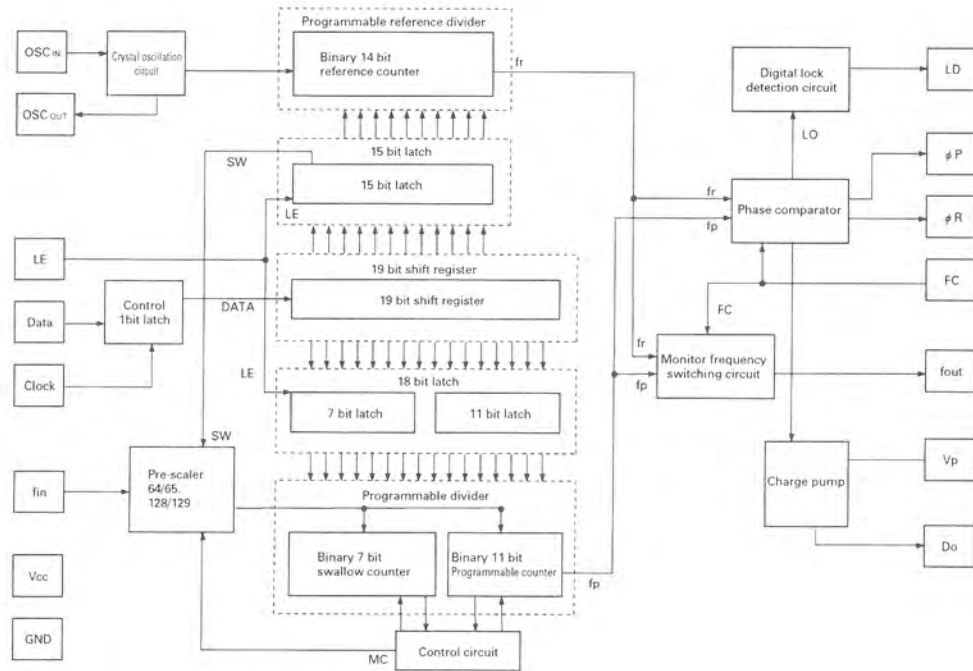 Programmable reference divider
OSC IN
Crystal oscillation
circuit
Binary 14 bit
reference counter
fr
Digital lock
detection circuit
LD
OSC OUT
LO
15 bit latch
SW
15 bit latch
LE
φP
fr
Phase comparator
fp
φR
LE
19 bit shift register
19 bit shift register
DATA
FC
Data
Control
1bit latch
FC
Clock
fr
Monitor frequency
switching circuit
fp
fout
LE
18 bit latch
7 bit latch
11 bit latch
SW
Pre-scaler
64/65.
128/129
fin
Charge pump
Vp
Programmable divider
Binary 7 bit
swallow counter
Binary 11 bit
Programmable counter
fp
Do
Vcc
GND
MC
Control circuit